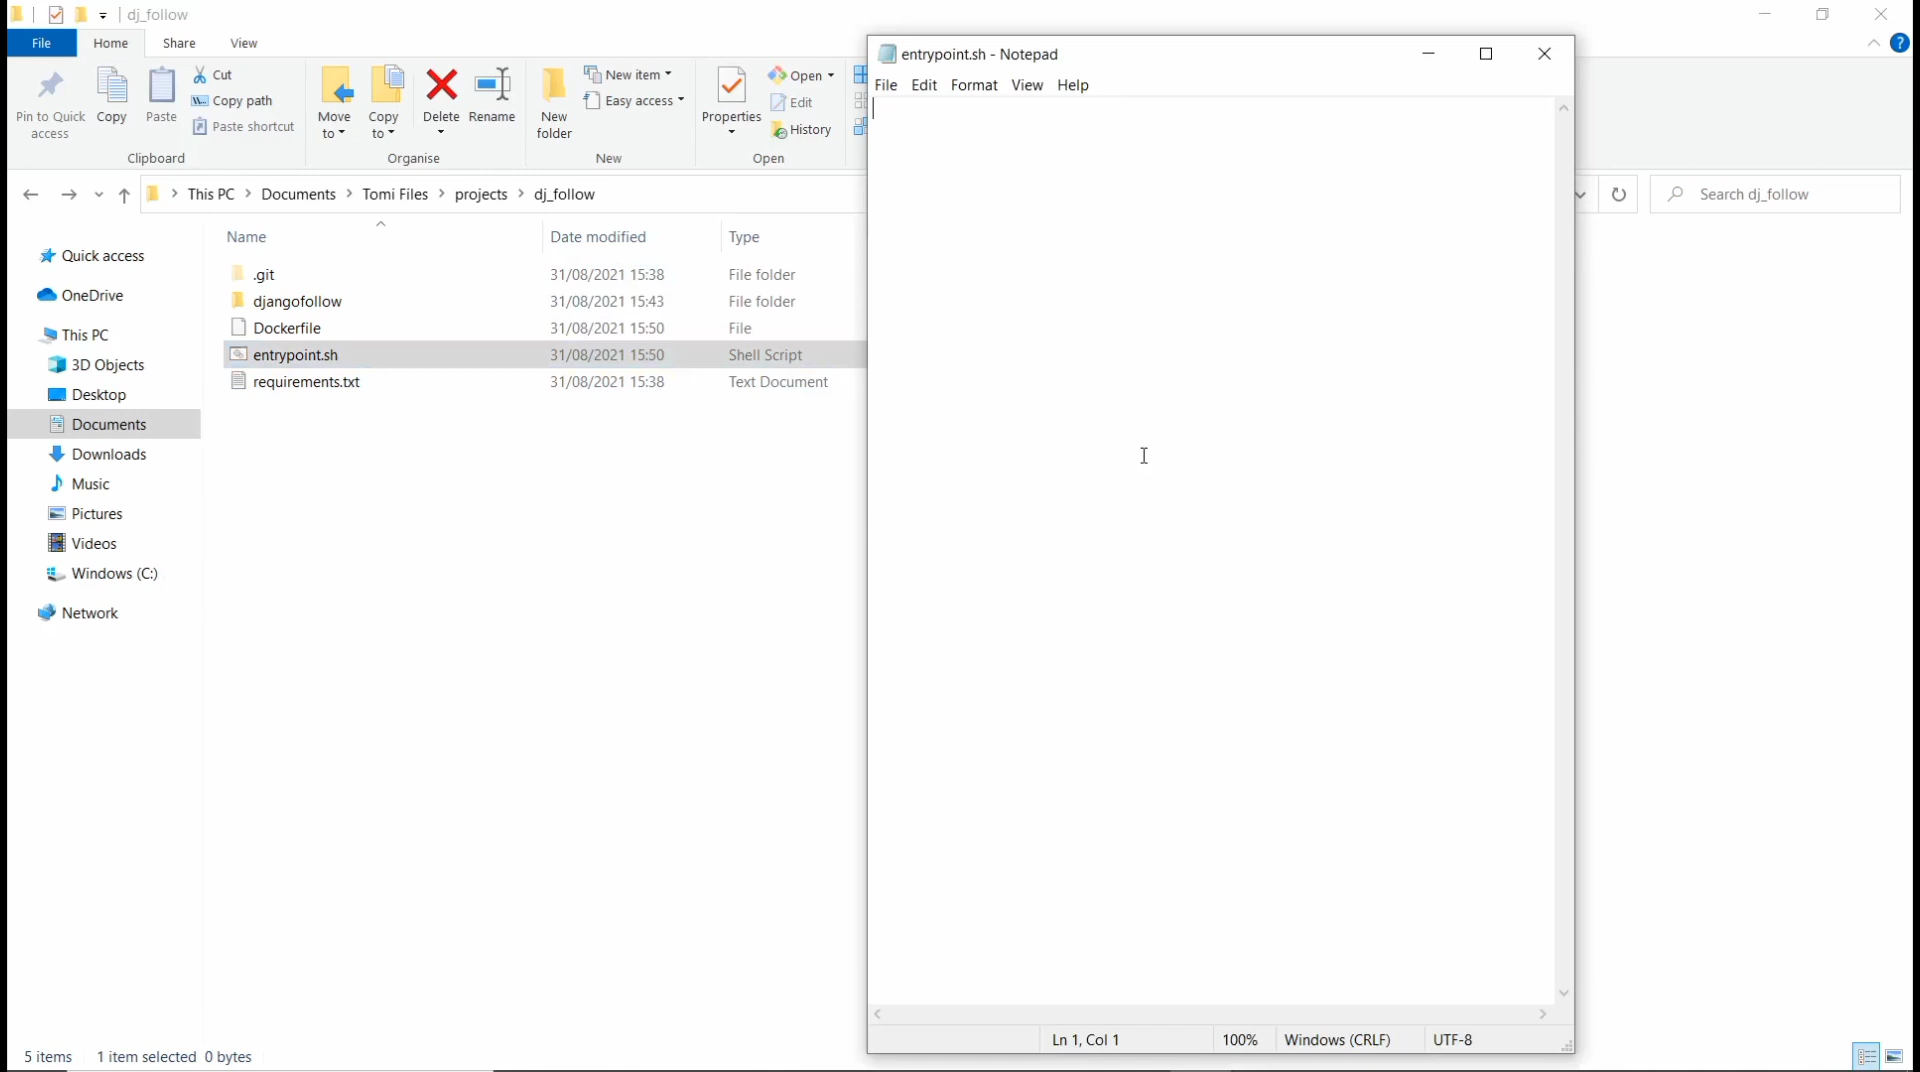 dj_follow
File Home Share View
Pin to Quick access
Copy
Paste
Cut
Copy path
Paste shortcut
Clipboard
Move to
Copy to
Delete
Rename
Organise
New folder
New item
Easy access
New
Properties
Open
Edit
History
Open
This PC > Documents > Tomi Files > projects > dj_follow
Search dj_follow
Quick access
OneDrive
This PC
3D Objects
Desktop
Documents
Downloads
Music
Pictures
Videos
Windows (C:)
Network
Name Date modified Type
.git 31/08/2021 15:38 File folder
djangofollow 31/08/2021 15:43 File folder
Dockerfile 31/08/2021 15:50 File
entrypoint.sh 31/08/2021 15:50 Shell Script
requirements.txt 31/08/2021 15:38 Text Document
5 items 1 item selected 0 bytes
entrypoint.sh - Notepad
File Edit Format View Help
Ln 1, Col 1 100% Windows (CRLF) UTF-8